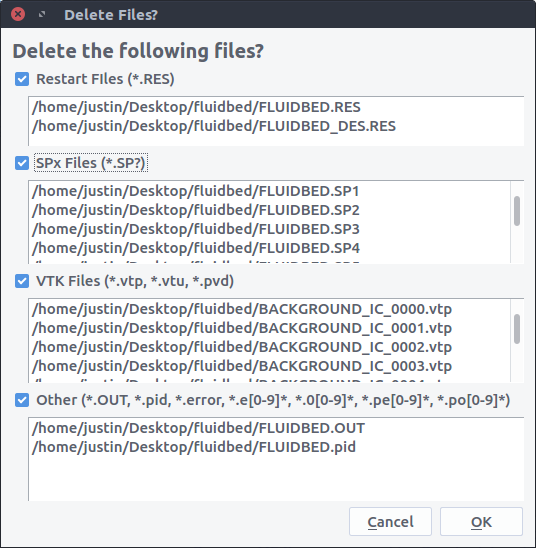 Delete Files?
Delete the following files?
Restart FIles (*.RES)
/home/justin/Desktop/fluidbed/FLUIDBED.RES
/home/justin/Desktop/fluidbed/FLUIDBED_DES.RES
SPx Files (*.SP?)
/home/justin/Desktop/fluidbed/FLUIDBED.SP1
/home/justin/Desktop/fluidbed/FLUIDBED.SP2
/home/justin/Desktop/fluidbed/FLUIDBED.SP3
/home/justin/Desktop/fluidbed/FLUIDBED.SP4
VTK Files (*.vtp, *.vtu, *.pvd)
/home/justin/Desktop/fluidbed/BACKGROUND_IC_0000.vtp
/home/justin/Desktop/fluidbed/BACKGROUND_IC_0001.vtp
/home/justin/Desktop/fluidbed/BACKGROUND_IC_0002.vtp
/home/justin/Desktop/fluidbed/BACKGROUND_IC_0003.vtp
Other (*.OUT, *.pid, *.error, *.e[0-9]*, *.0[0-9]*, *.pe[0-9]*, *.po[0-9]*)
/home/justin/Desktop/fluidbed/FLUIDBED.OUT
/home/justin/Desktop/fluidbed/FLUIDBED.pid
Cancel OK